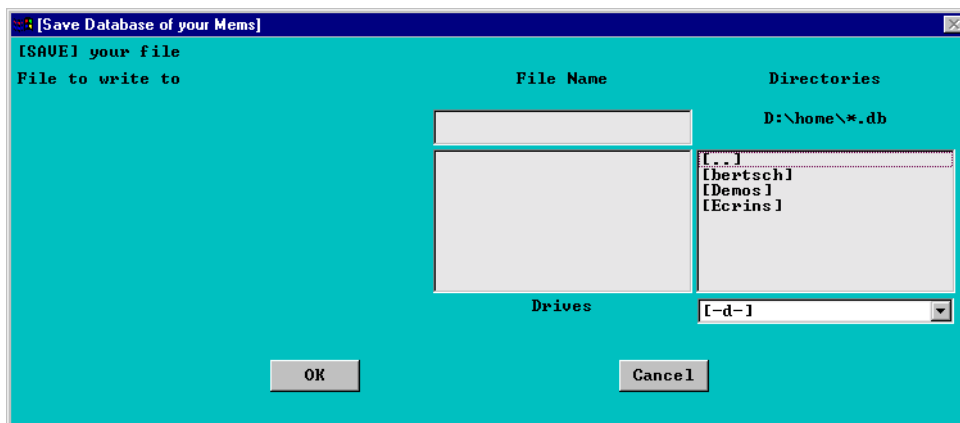 [Save Database of your Mems]
[SAVE] your file
File to write to
File Name
Directories
D:\home\*.db
[..]
[bertsch]
[Demos]
[Ecrins]
Drives
[-d-]
OK
Cancel